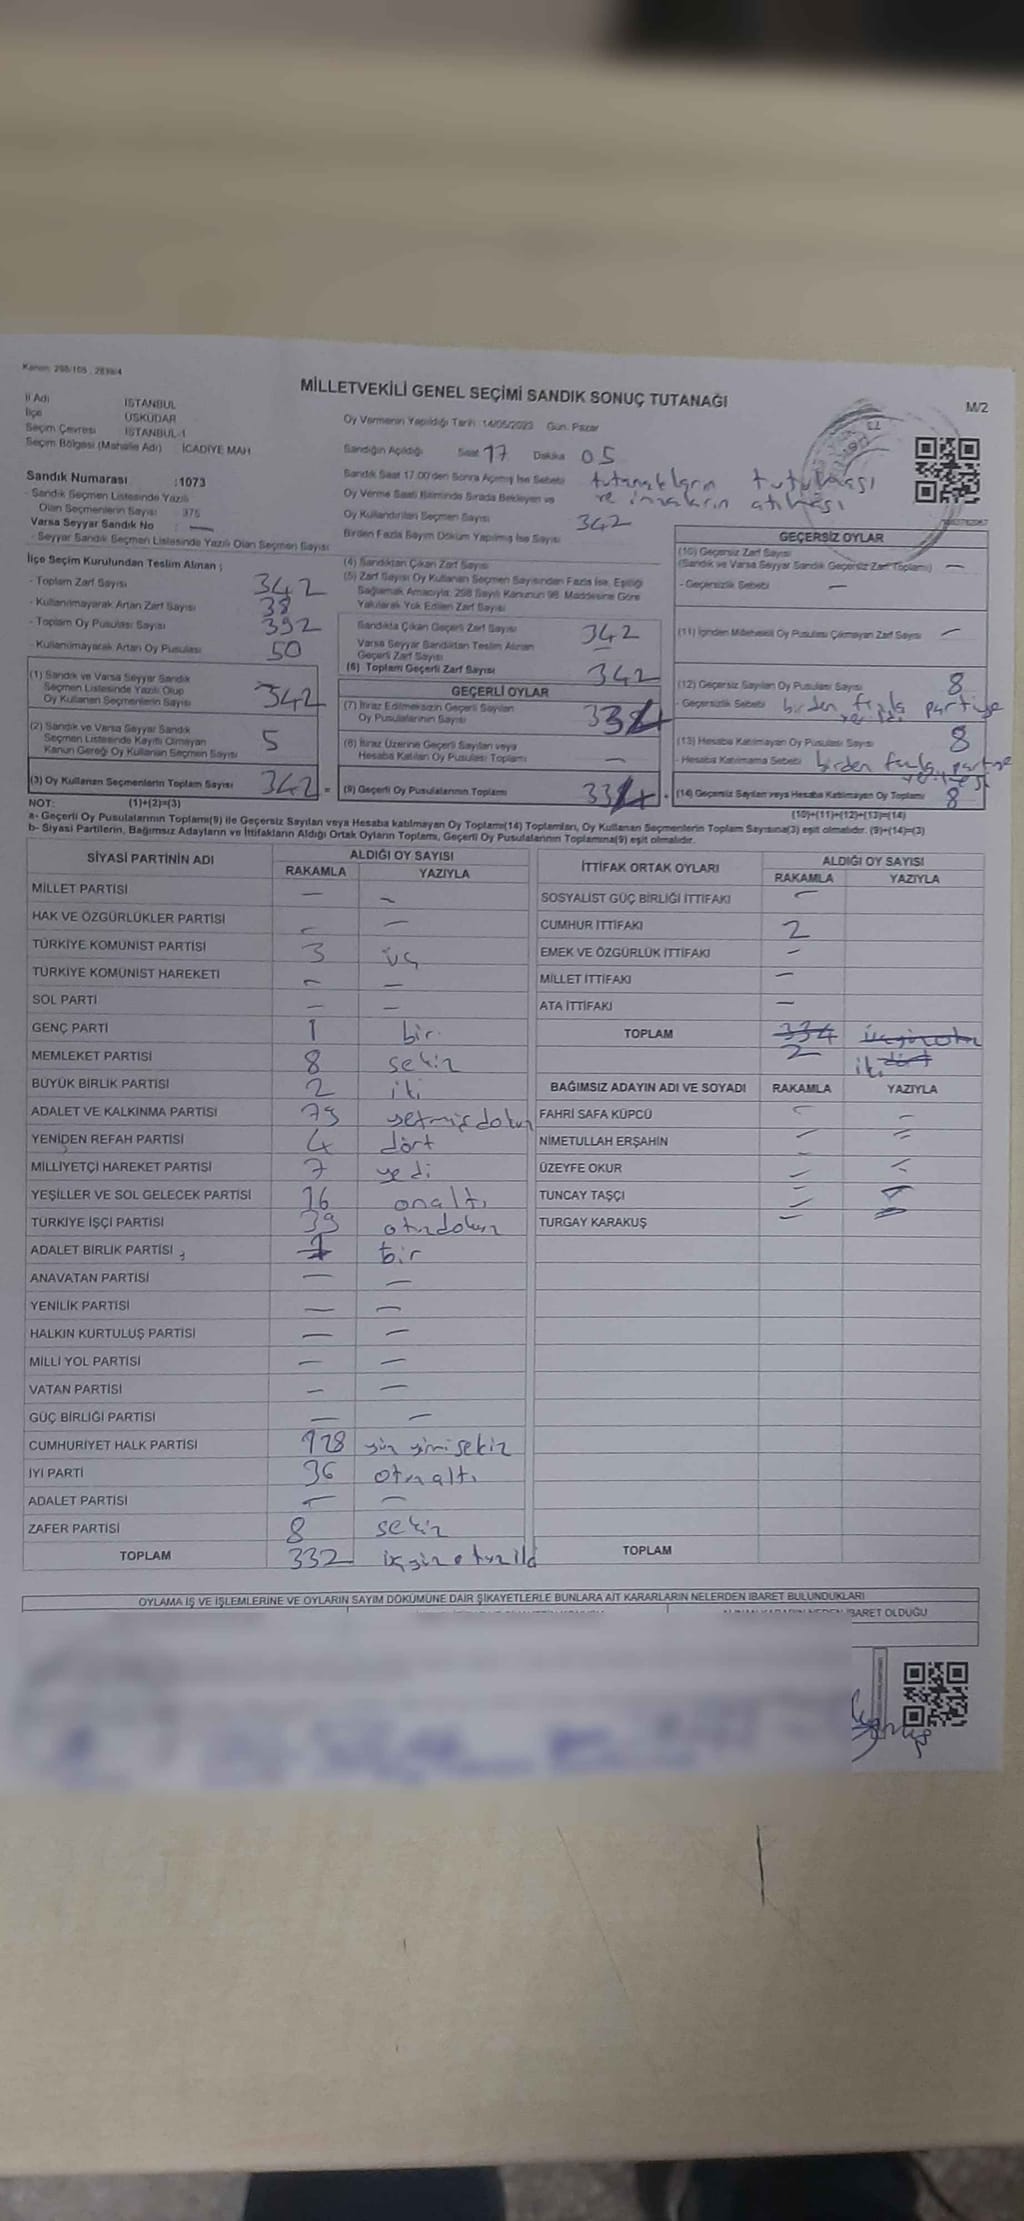 Kanun: 298/105 , 2839/4
MİLLETVEKİLİ GENEL SEÇİMİ SANDIK SONUÇ TUTANAĞI
M/2
İl Adı İSTANBUL
İlçe ÜSKÜDAR
Seçim Çevresi İSTANBUL-1
Seçim Bölgesi (Mahalle Adı) : İCADİYE MAH
Oy Vermenin Yapıldığı Tarih :14/05/2023 Gün: Pazar
Sandığın Açıldığı Saat 17 Dakika 05
Sandık Saat 17.00'den Sonra Açılmış İse Sebebi tutanakların tutulması
ve imzaların atılması
Oy Verme Saati Bitiminde Sırada Bekleyen ve
Oy Kullandırılan Seçmen Sayısı 342
Birden Fazla Sayım Döküm Yapılmış İse Sayısı
Sandık Numarası :1073
- Sandık Seçmen Listesinde Yazılı
Olan Seçmenlerin Sayısı : 375
Varsa Seyyar Sandık No : —
- Seyyar Sandık Seçmen Listesinde Yazılı Olan Seçmen Sayısı
İlçe Seçim Kurulundan Teslim Alınan ;
- Toplam Zarf Sayısı 342
- Kullanılmayarak Artan Zarf Sayısı 38
- Toplam Oy Pusulası Sayısı 392
- Kullanılmayarak Artan Oy Pusulası 50
(1) Sandık ve Varsa Seyyar Sandık
Seçmen Listesinde Yazılı Olup
Oy Kullanan Seçmenlerin Sayısı 342
(2) Sandık ve Varsa Seyyar Sandık
Seçmen Listesinde Kayıtlı Olmayan
Kanun Gereği Oy Kullanan Seçmen Sayısı 5
(3) Oy Kullanan Seçmenlerin Toplam Sayısı 342 =
(4) Sandıktan Çıkan Zarf Sayısı
(5) Zarf Sayısı Oy Kullanan Seçmen Sayısından Fazla İse, Eşitliği
Sağlamak Amacıyla; 298 Sayılı Kanunun 98. Maddesine Göre
Yakılarak Yok Edilen Zarf Sayısı
Sandıkta Çıkan Geçerli Zarf Sayısı 342
Varsa Seyyar Sandıktan Teslim Alınan
Geçerli Zarf Sayısı —
(6) Toplam Geçerli Zarf Sayısı 342
GEÇERLİ OYLAR
(7) İtiraz Edilmeksizin Geçerli Sayılan
Oy Pusulalarının Sayısı 334
(8) İtiraz Üzerine Geçerli Sayılan veya
Hesaba Katılan Oy Pusulası Toplamı —
(9) Geçerli Oy Pusulalarının Toplamı 334 +
GEÇERSİZ OYLAR
(10) Geçersiz Zarf Sayısı
(Sandık ve Varsa Seyyar Sandık Geçersiz Zarf Toplamı) —
- Geçersizlik Sebebi —
(11) İçinden Milletvekili Oy Pusulası Çıkmayan Zarf Sayısı —
(12) Geçersiz Sayılan Oy Pusulası Sayısı 8
- Geçersizlik Sebebi birden fazla partiye
(13) Hesaba Katılmayan Oy Pusulası Sayısı 8
- Hesaba Katılmama Sebebi birden fazla partiye
(14) Geçersiz Sayılan veya Hesaba Katılmayan Oy Toplamı 8
NOT: (1)+(2)=(3) (10)+(11)+(12)+(13)=(14)
a- Geçerli Oy Pusulalarının Toplamı(9) ile Geçersiz Sayılan veya Hesaba katılmayan Oy Toplamı(14) Toplamları, Oy Kullanan Seçmenlerin Toplam Sayısına(3) eşit olmalıdır. (9)+(14)=(3)
b- Siyasi Partilerin, Bağımsız Adayların ve İttifakların Aldığı Ortak Oyların Toplamı, Geçerli Oy Pusulalarının Toplamına(9) eşit olmalıdır.
SİYASİ PARTİNİN ADI ALDIĞI OY SAYISI
RAKAMLA YAZIYLA
MİLLET PARTİSİ — —
HAK VE ÖZGÜRLÜKLER PARTİSİ — —
TÜRKİYE KOMÜNİST PARTİSİ 3 üç
TÜRKİYE KOMÜNİST HAREKETİ — —
SOL PARTİ — —
GENÇ PARTİ 1 bir
MEMLEKET PARTİSİ 8 sekiz
BÜYÜK BİRLİK PARTİSİ 2 iki
ADALET VE KALKINMA PARTİSİ 79 yetmişdokuz
YENİDEN REFAH PARTİSİ 4 dört
MİLLİYETÇİ HAREKET PARTİSİ 7 yedi
YEŞİLLER VE SOL GELECEK PARTİSİ 16 onaltı
TÜRKİYE İŞÇİ PARTİSİ 39 otuzdokuz
ADALET BİRLİK PARTİSİ 1 bir
ANAVATAN PARTİSİ — —
YENİLİK PARTİSİ — —
HALKIN KURTULUŞ PARTİSİ — —
MİLLİ YOL PARTİSİ — —
VATAN PARTİSİ — —
GÜÇ BİRLİĞİ PARTİSİ — —
CUMHURİYET HALK PARTİSİ 128 yüz yirmisekiz
İYİ PARTİ 36 otuzaltı
ADALET PARTİSİ — —
ZAFER PARTİSİ 8 sekiz
TOPLAM 332 üçyüz otuziki
İTTİFAK ORTAK OYLARI ALDIĞI OY SAYISI
RAKAMLA YAZIYLA
SOSYALİST GÜÇ BİRLİĞİ İTTİFAKI —
CUMHUR İTTİFAKI 2
EMEK VE ÖZGÜRLÜK İTTİFAKI —
MİLLET İTTİFAKI —
ATA İTTİFAKI —
TOPLAM 334 üçyüzotuz
2 iki dört
BAĞIMSIZ ADAYIN ADI VE SOYADI RAKAMLA YAZIYLA
FAHRİ SAFA KÜPCÜ — —
NİMETULLAH ERŞAHİN — —
ÜZEYFE OKUR — —
TUNCAY TAŞÇI — —
TURGAY KARAKUŞ — —
TOPLAM
OYLAMA İŞ VE İŞLEMLERİNE VE OYLARIN SAYIM DÖKÜMÜNE DAİR ŞİKAYETLERLE BUNLARA AİT KARARLARIN NELERDEN İBARET BULUNDUKLARI
İBARET OLDUĞU